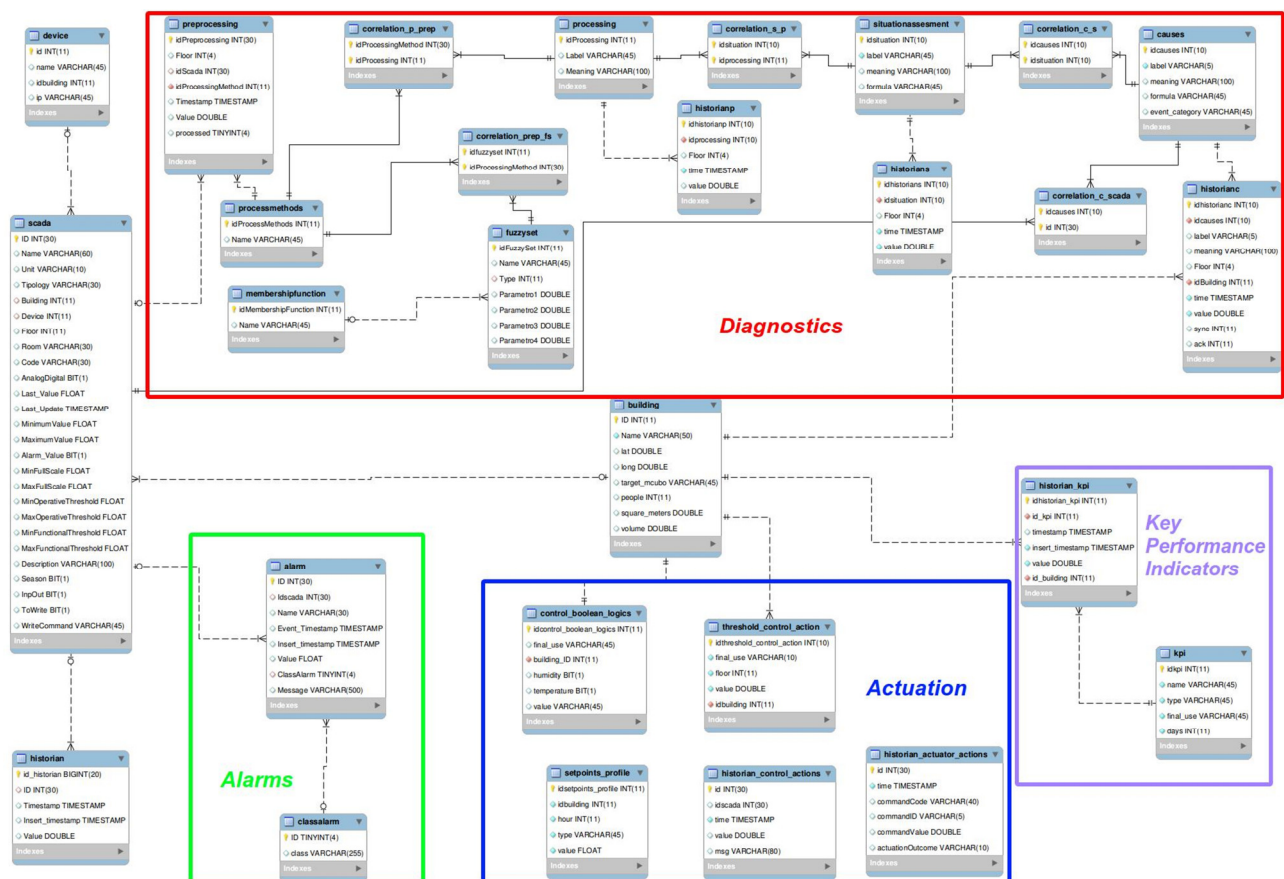 device
id INT(11)
name VARCHAR(45)
idbuilding INT(11)
ip VARCHAR(45)
Indexes
preprocessing
idPreprocessing INT(30)
Floor INT(4)
idScada INT(30)
idProcessingMethod INT(11)
Timestamp TIMESTAMP
Value DOUBLE
processed TINYINT(4)
Indexes
correlation_p_prep
idProcessingMethod INT(30)
idProcessing INT(11)
Indexes
processing
idProcessing INT(11)
Label VARCHAR(45)
Meaning VARCHAR(100)
Indexes
correlation_s_p
idsituation INT(10)
idprocessing INT(11)
Indexes
situationassesment
idsituation INT(10)
label VARCHAR(45)
meaning VARCHAR(100)
formula VARCHAR(45)
Indexes
correlation_c_s
idcauses INT(10)
idsituation INT(10)
Indexes
causes
idcauses INT(10)
label VARCHAR(5)
meaning VARCHAR(100)
formula VARCHAR(45)
event_category VARCHAR(45)
Indexes
correlation_prep_fs
idfuzzyset INT(11)
idProcessingMethod INT(30)
Indexes
historianp
idhistorianp INT(10)
idprocessing INT(10)
Floor INT(4)
time TIMESTAMP
value DOUBLE
Indexes
historians
idhistorians INT(10)
idsituation INT(10)
Floor INT(4)
time TIMESTAMP
value DOUBLE
Indexes
correlation_c_scada
idcauses INT(10)
id INT(30)
Indexes
historianc
idhistorianc INT(10)
idcauses INT(10)
label VARCHAR(5)
meaning VARCHAR(100)
Floor INT(4)
idBuilding INT(11)
time TIMESTAMP
value DOUBLE
sync INT(11)
ack INT(11)
Indexes
processmethods
idProcessMethods INT(11)
Name VARCHAR(45)
Indexes
fuzzyset
idFuzzySet INT(11)
Name VARCHAR(45)
Type INT(11)
Parametro1 DOUBLE
Parametro2 DOUBLE
Parametro3 DOUBLE
Parametro4 DOUBLE
Indexes
membershipfunction
idMembershipFunction INT(11)
Name VARCHAR(45)
Indexes
Diagnostics
scada
ID INT(30)
Name VARCHAR(60)
Unit VARCHAR(10)
Tipology VARCHAR(30)
Building INT(11)
Device INT(11)
Floor INT(11)
Room VARCHAR(30)
Code VARCHAR(30)
AnalogDigital BIT(1)
Last_Value FLOAT
Last_Update TIMESTAMP
MinimumValue FLOAT
MaximumValue FLOAT
Alarm_Value BIT(1)
MinFullScale FLOAT
MaxFullScale FLOAT
MinOperativeThreshold FLOAT
MaxOperativeThreshold FLOAT
MinFunctionalThreshold FLOAT
MaxFunctionalThreshold FLOAT
Description VARCHAR(100)
Season BIT(1)
InpOut BIT(1)
ToWrite BIT(1)
WriteCommand VARCHAR(45)
Indexes
building
ID INT(11)
Name VARCHAR(50)
lat DOUBLE
long DOUBLE
target_mcubo VARCHAR(45)
people INT(11)
square_meters DOUBLE
volume DOUBLE
Indexes
historian_kpi
idhistorian_kpi INT(11)
id_kpi INT(11)
timestamp TIMESTAMP
insert_timestamp TIMESTAMP
value DOUBLE
id_building INT(11)
Indexes
Key
Performance
Indicators
kpi
idkpi INT(11)
name VARCHAR(45)
type VARCHAR(45)
final_use VARCHAR(45)
days INT(11)
Indexes
alarm
ID INT(30)
Idscada INT(30)
Name VARCHAR(30)
Event_Timestamp TIMESTAMP
Insert_timestamp TIMESTAMP
Value FLOAT
ClassAlarm TINYINT(4)
Message VARCHAR(500)
Indexes
Alarms
classalarm
ID TINYINT(4)
class VARCHAR(255)
Indexes
historian
id_historian BIGINT(20)
ID INT(30)
Timestamp TIMESTAMP
Insert_timestamp TIMESTAMP
Value DOUBLE
Indexes
control_boolean_logics
idcontrol_boolean_logics INT(11)
final_use VARCHAR(45)
building_ID INT(11)
humidity BIT(1)
temperature BIT(1)
value VARCHAR(45)
Indexes
threshold_control_action
idthreshold_control_action INT(10)
final_use VARCHAR(10)
floor INT(11)
value DOUBLE
idbuilding INT(11)
Indexes
Actuation
setpoints_profile
idsetpoints_profile INT(11)
idbuilding INT(11)
hour INT(11)
type VARCHAR(45)
value FLOAT
Indexes
historian_control_actions
id INT(30)
idscada INT(30)
time TIMESTAMP
value DOUBLE
msg VARCHAR(80)
Indexes
historian_actuator_actions
id INT(30)
time TIMESTAMP
commandCode VARCHAR(40)
commandID VARCHAR(5)
commandValue DOUBLE
actuationOutcome VARCHAR(10)
Indexes